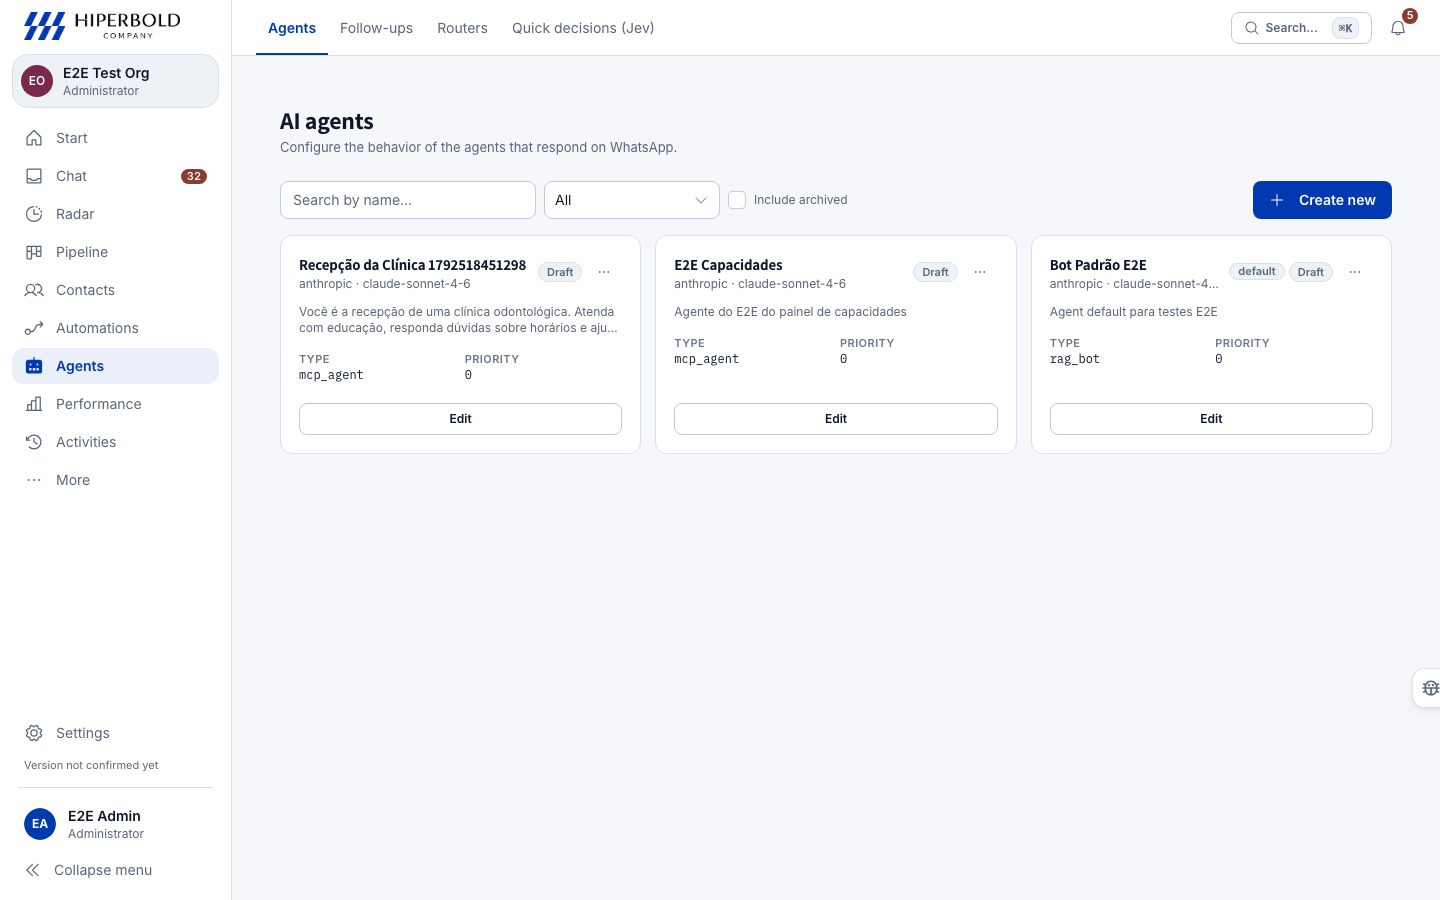 HIPERBOLD
COMPANY
EO
E2E Test Org
Administrator
Start
Chat
32
Radar
Pipeline
Contacts
Automations
Agents
Performance
Activities
More
Settings
Version not confirmed yet
EA
E2E Admin
Administrator
Collapse menu
Agents
Follow-ups
Routers
Quick decisions (Jev)
Search...
⌘K
5
AI agents
Configure the behavior of the agents that respond on WhatsApp.
Search by name...
All
Include archived
Create new
Recepção da Clínica 1792518451298
Draft
anthropic · claude-sonnet-4-6
Você é a recepção de uma clínica odontológica. Atenda
com educação, responda dúvidas sobre horários e aju...
TYPE
PRIORITY
mcp_agent
0
Edit
E2E Capacidades
Draft
anthropic · claude-sonnet-4-6
Agente do E2E do painel de capacidades
TYPE
PRIORITY
mcp_agent
0
Edit
Bot Padrão E2E
default
Draft
anthropic · claude-sonnet-4...
Agent default para testes E2E
TYPE
PRIORITY
rag_bot
0
Edit